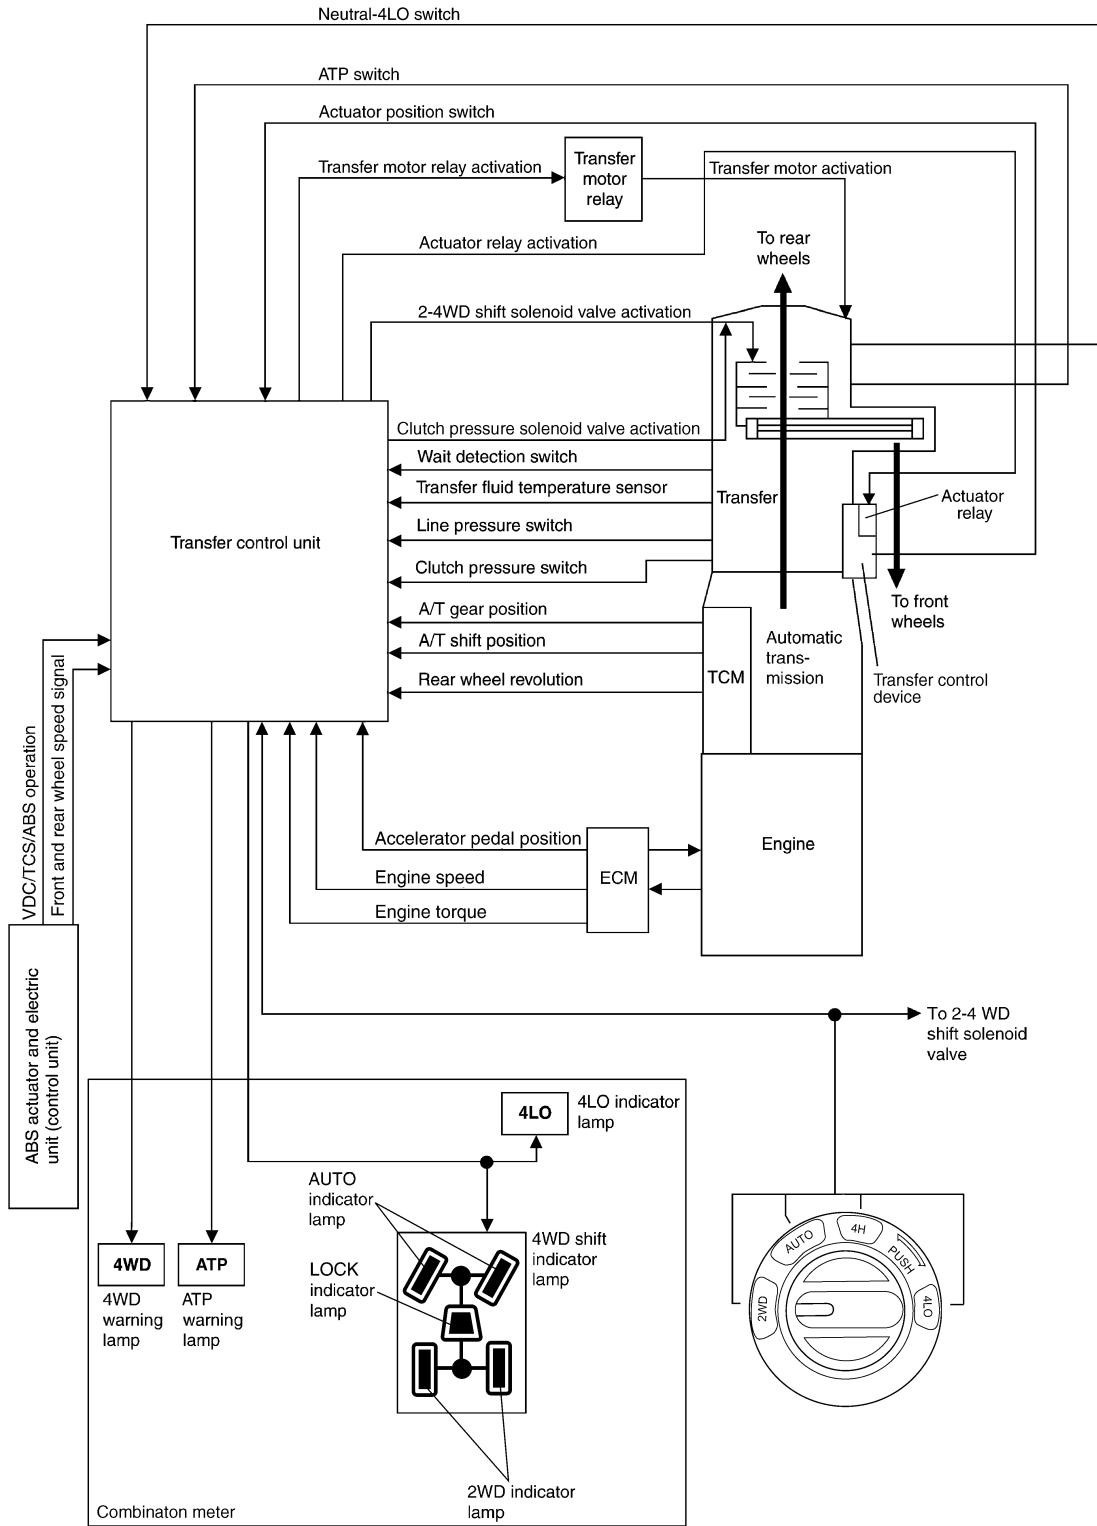 Neutral-4LO switch
ATP switch
Actuator position switch
Transfer motor relay activation
Transfer
motor
relay
Transfer motor activation
Actuator relay activation
To rear
wheels
2-4WD shift solenoid valve activation
Clutch pressure solenoid valve activation
Wait detection switch
Transfer fluid temperature sensor
Line pressure switch
Clutch pressure switch
A/T gear position
A/T shift position
Rear wheel revolution
Transfer control unit
Transfer
Actuator
relay
To front
wheels
Automatic
trans-
mission
TCM
Transfer control
device
VDC/TCS/ABS operation
Front and rear wheel speed signal
Accelerator pedal position
Engine speed
Engine torque
ECM
Engine
ABS actuator and electric
unit (control unit)
To 2-4 WD
shift solenoid
valve
4LO
4LO indicator
lamp
AUTO
indicator
lamp
LOCK
indicator
lamp
4WD shift
indicator
lamp
4WD
4WD
warning
lamp
ATP
ATP
warning
lamp
2WD indicator
lamp
Combinaton meter
2WD
AUTO
4H
PUSH
4LO